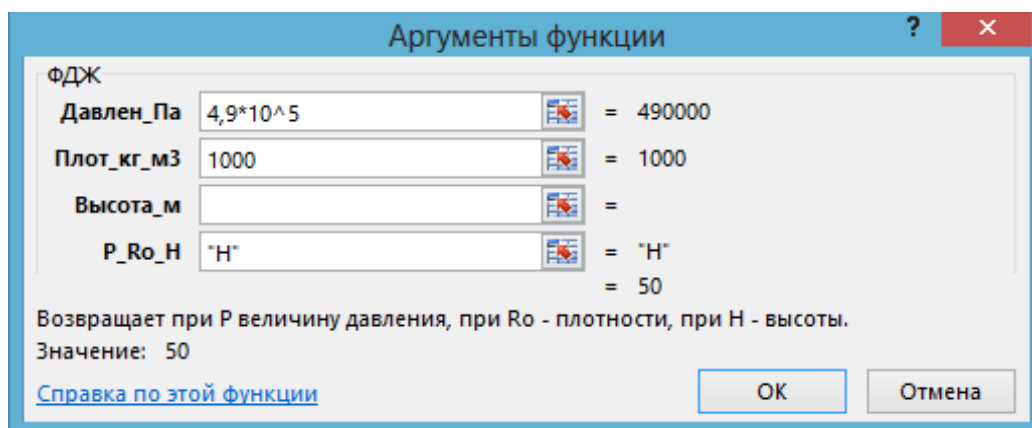 Аргументы функции ? ×
ФДЖ
Давлен_Па 4,9*10^5 = 490000
Плот_кг_м3 1000 = 1000
Высота_м =
P_Ro_H "H" = "H"
= 50
Возвращает при P величину давления, при Ro - плотности, при H - высоты.
Значение: 50
Справка по этой функции ОК Отмена